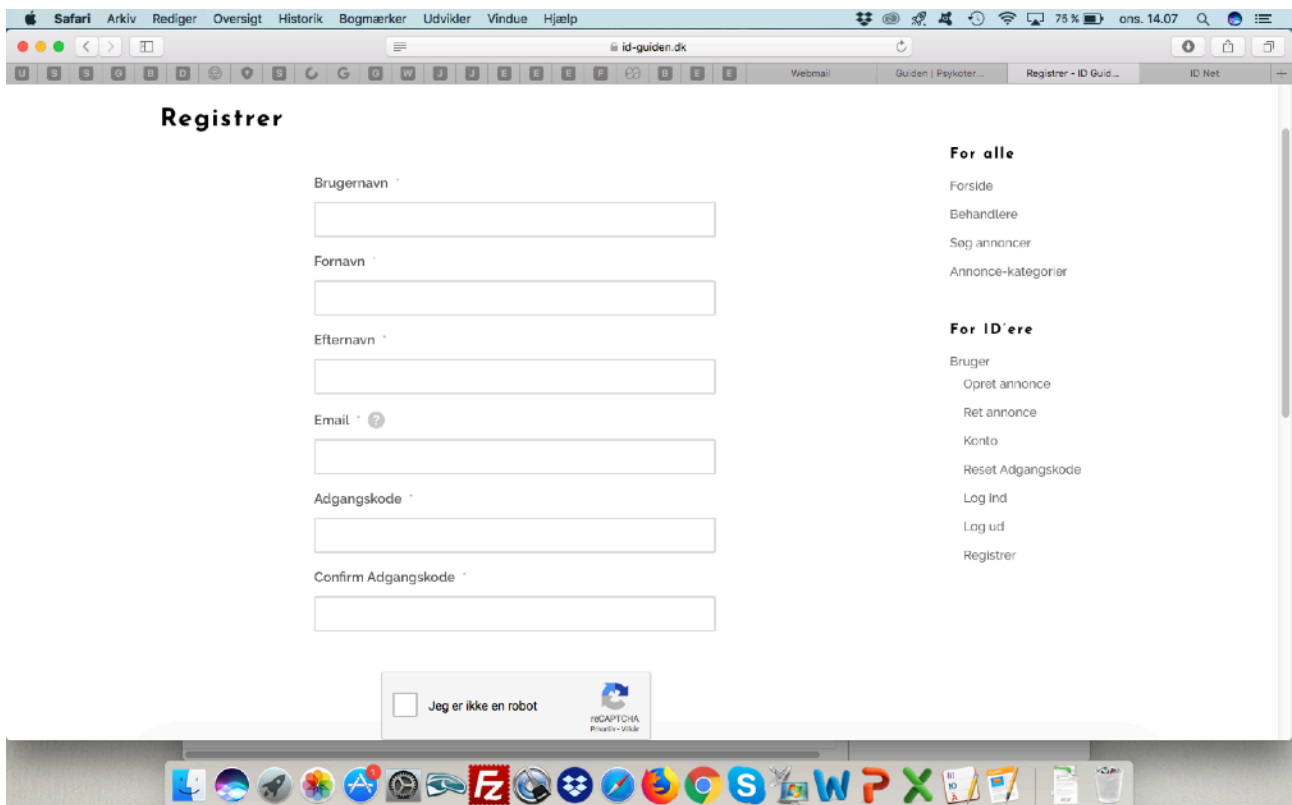 Safari Arkiv Rediger Oversigt Historik Bogmærker Udvikler Vindue Hjælp 75 % ons. 14.07
id-guiden.dk
U S S G B D S G G W J J E E E F B E E Webmail Guiden | Psykoter... Registrer - ID Guid... ID Net
Registrer
Brugernavn *
Fornavn *
Efternavn *
Email * ?
Adgangskode *
Confirm Adgangskode *
Jeg er ikke en robot
reCAPTCHA
Privatliv - Vilkår
For alle
Forside
Behandlere
Søg annoncer
Annonce-kategorier
For ID'ere
Bruger
Opret annonce
Ret annonce
Konto
Reset Adgangskode
Log ind
Log ud
Registrer